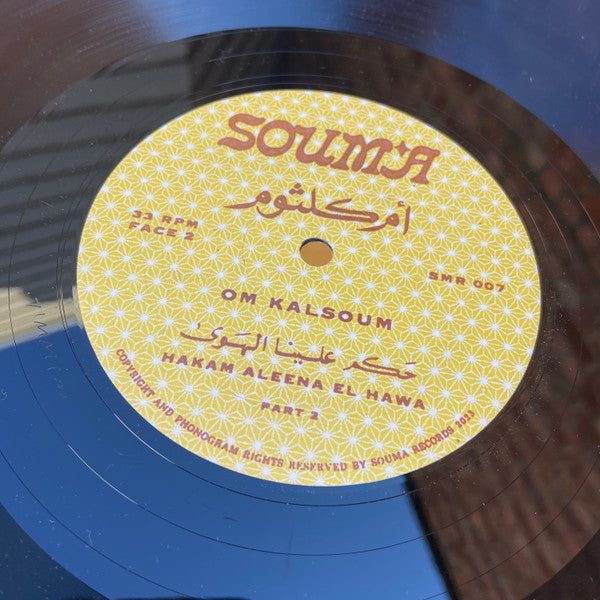 SOUMA
أم كلثوم
33 RPM
FACE 2
SMR 007
OM KALSOUM
حكم علينا الهوى
HAKAM ALEENA EL HAWA
PART 2
COPYRIGHT AND PHONOGRAM RIGHTS RESERVED BY SOUMA RECORDS 2023